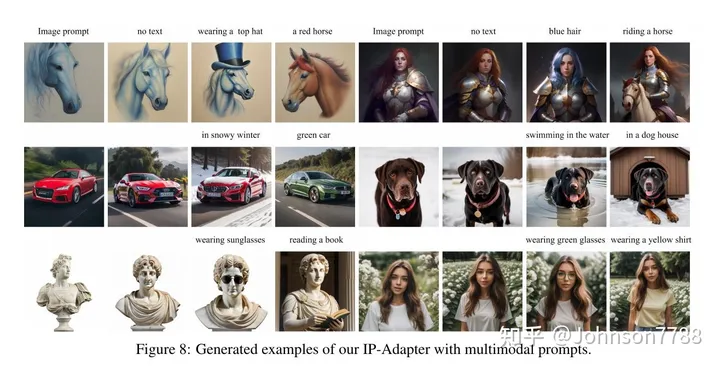 Image prompt no text wearing a top hat a red horse Image prompt no text blue hair riding a horse
in snowy winter green car swimming in the water in a dog house
wearing sunglasses reading a book wearing green glasses wearing a yellow shirt
知乎 @Johnson7788
Figure 8: Generated examples of our IP-Adapter with multimodal prompts.